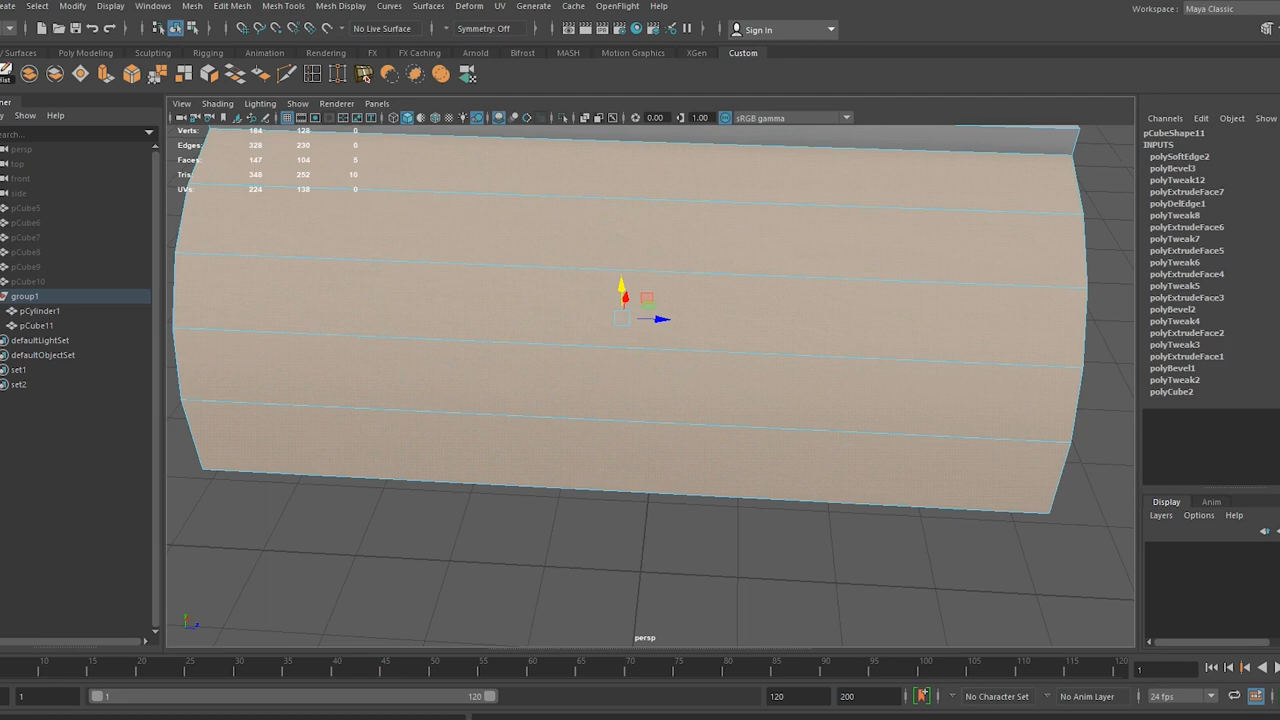 Select Modify Display Windows Mesh Edit Mesh Mesh Tools Mesh Display Curves Surfaces Deform UV Generate Cache OpenFlight Help
Workspace: Maya Classic
No Live Surface Symmetry: Off Sign In
Surfaces Poly Modeling Sculpting Rigging Animation Rendering FX FX Caching Arnold Bifrost MASH Motion Graphics XGen Custom
View Shading Lighting Show Renderer Panels
Show Help
0.00 1.00 sRGB gamma
Channels Edit Object Show
Verts: 184 128 0
Edges: 328 230 0
Faces: 147 104 5
Tris: 348 252 10
UVs: 224 138 0
persp
top
front
side
pCube5
pCube6
pCube7
pCube8
pCube9
pCube10
group1
pCylinder1
pCube11
defaultLightSet
defaultObjectSet
set1
set2
pCubeShape11
INPUTS
polySoftEdge2
polyBevel3
polyTweak12
polyExtrudeFace7
polyDelEdge1
polyTweak8
polyExtrudeFace6
polyTweak7
polyExtrudeFace5
polyTweak6
polyExtrudeFace4
polyTweak5
polyExtrudeFace3
polyBevel2
polyTweak4
polyExtrudeFace2
polyTweak3
polyExtrudeFace1
polyBevel1
polyTweak2
polyCube2
Display Anim
Layers Options Help
persp
10 15 20 25 30 35 40 45 50 55 60 65 70 75 80 85 90 95 100 105 110 115 120
1
1 1 120 120 200 No Character Set No Anim Layer 24 fps